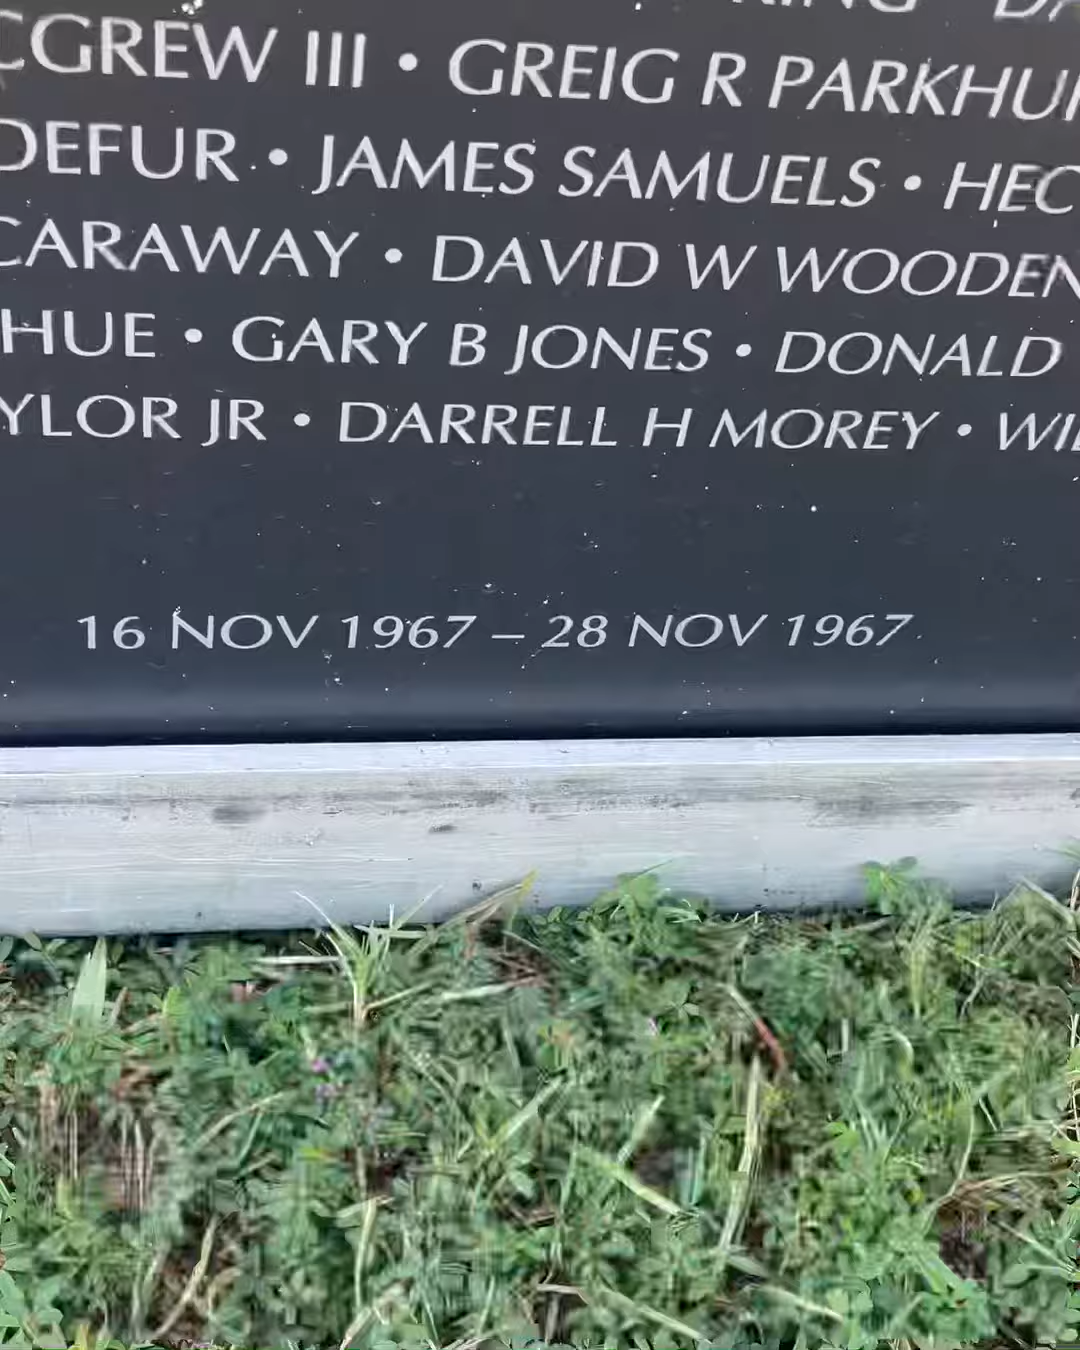 CGREW III • GREIG R PARKHU
DEFUR • JAMES SAMUELS • HEC
CARAWAY • DAVID W WOODEN
HUE • GARY B JONES • DONALD
YLOR JR • DARRELL H MOREY • WIL
16 NOV 1967 – 28 NOV 1967